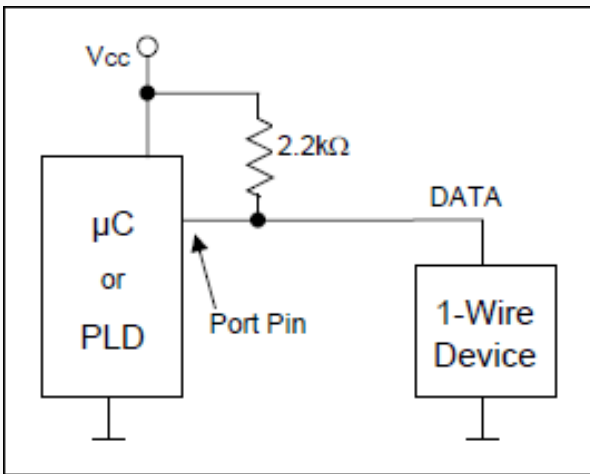 Vcc
2.2kΩ
DATA
µC
or
PLD
Port Pin
1-Wire
Device